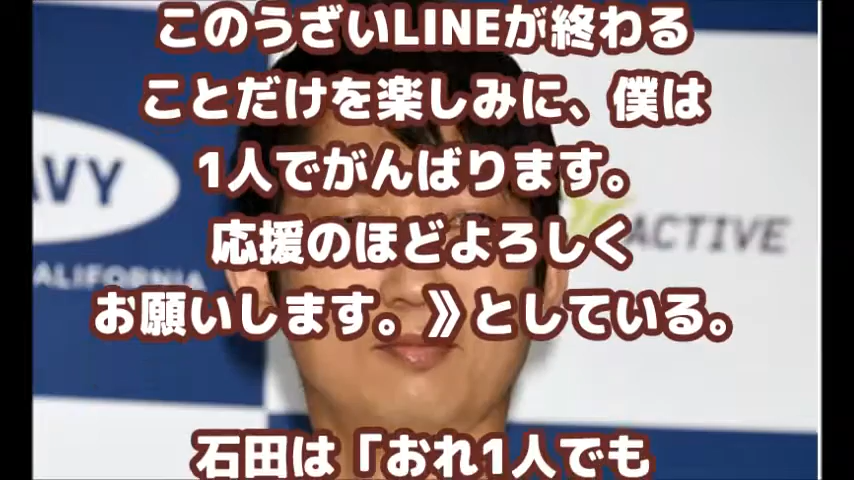 このうざいLINEが終わる
ことだけを楽しみに、僕は
1人でがんばります。
応援のほどよろしく
お願いします。》としている。
石田は「おれ1人でも
AVY
ALIFORNIA
ACTIVE